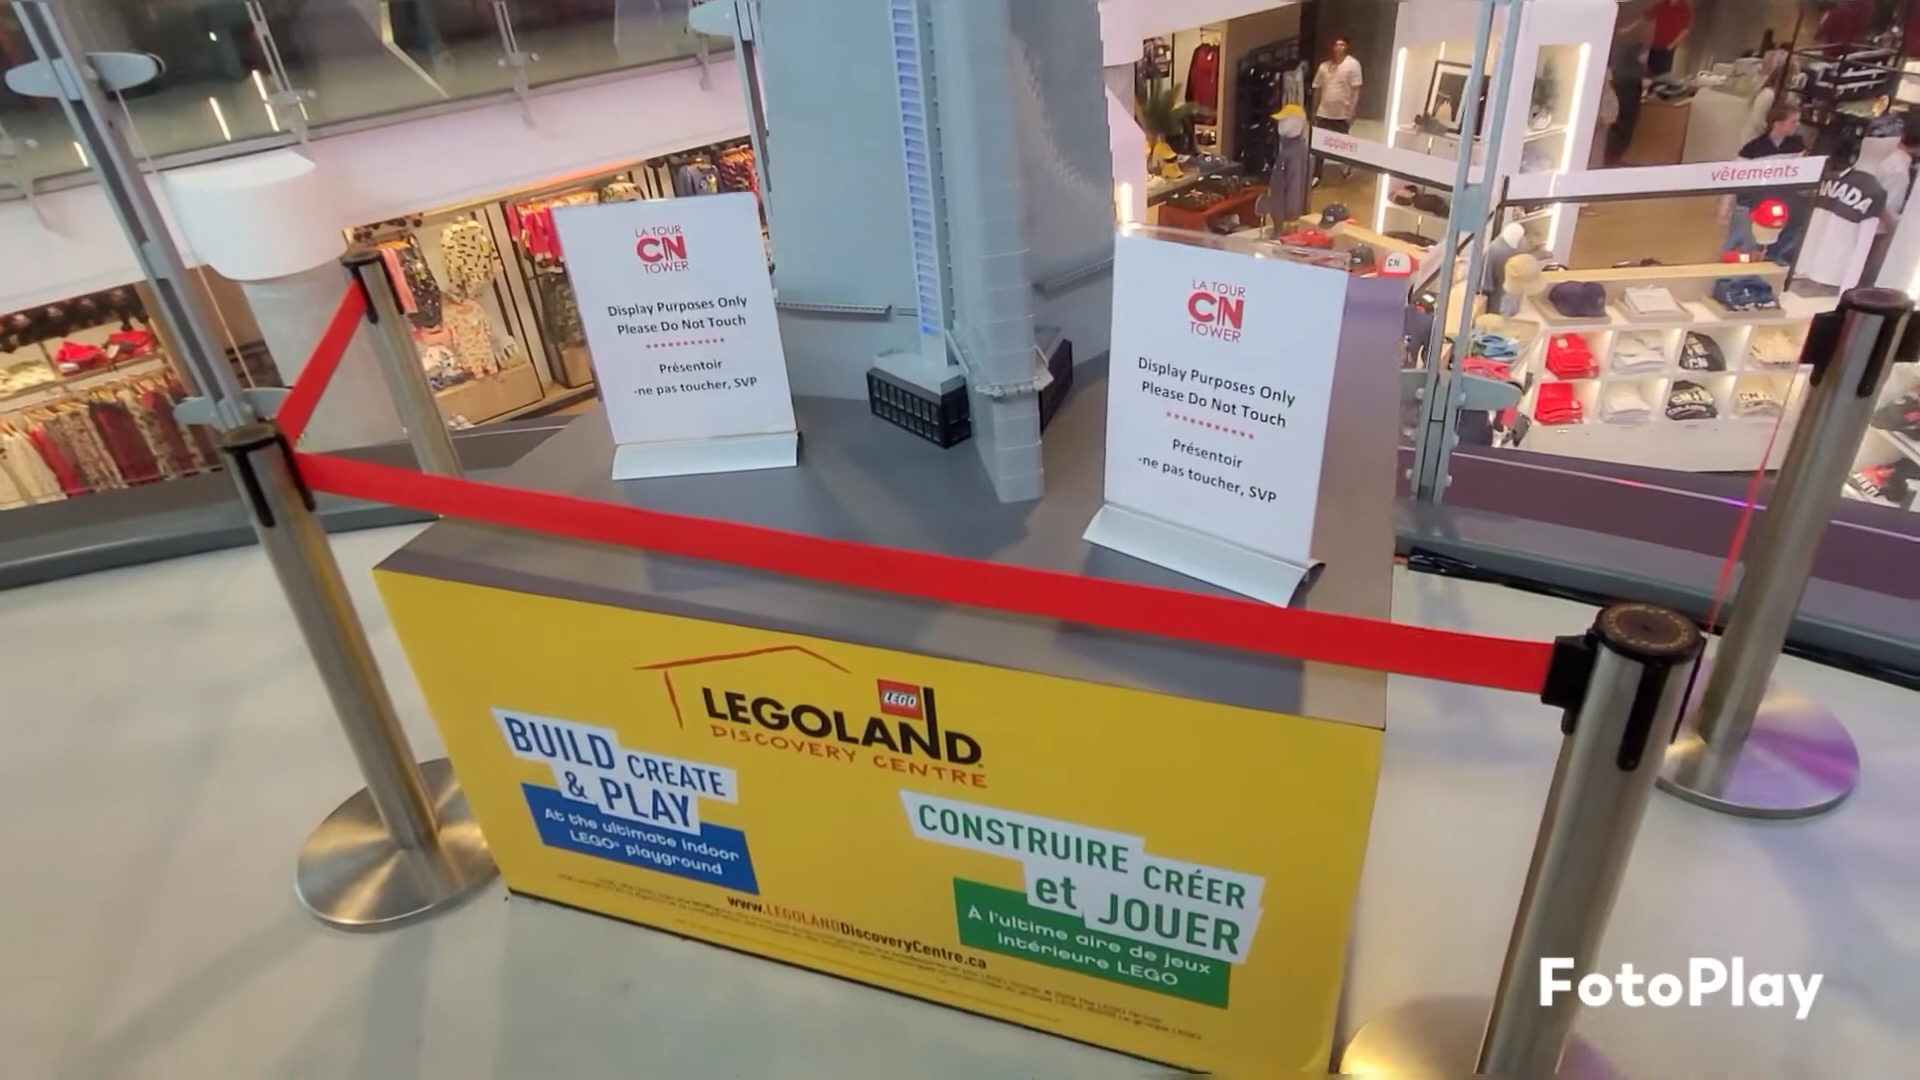 apparel
vêtements
NADA
LA TOUR
CN
TOWER
Display Purposes Only
Please Do Not Touch
Présentoir
-ne pas toucher, SVP
LA TOUR
CN
TOWER
Display Purposes Only
Please Do Not Touch
Présentoir
-ne pas toucher, SVP
CN
LEGO
LEGOLAND
DISCOVERY CENTRE
BUILD CREATE
& PLAY
At the ultimate indoor
LEGO® playground
CONSTRUIRE CRÉER
et JOUER
À l'ultime aire de jeux
intérieure LEGO
www.LEGOLANDDiscoveryCentre.ca
FotoPlay